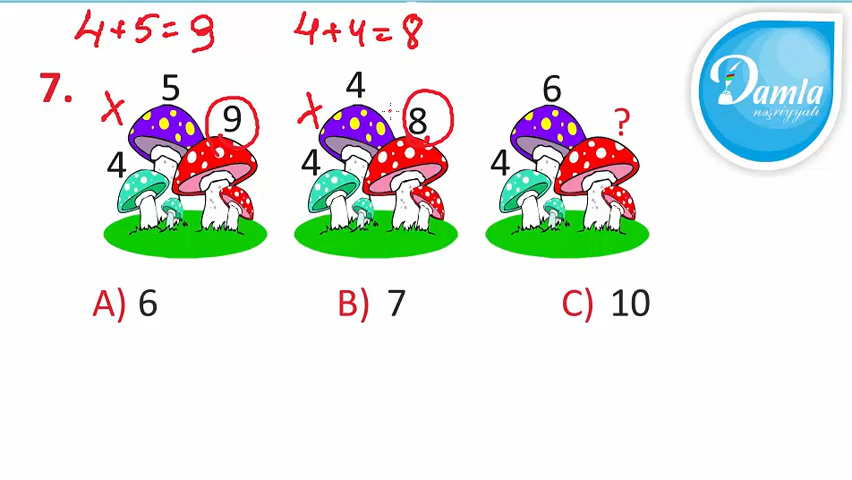 4+5=9 4+4=8
7. x 5 9 x 4 8 6 ?
4 4 4
Damla
nəşriyyatı
A) 6 B) 7 C) 10